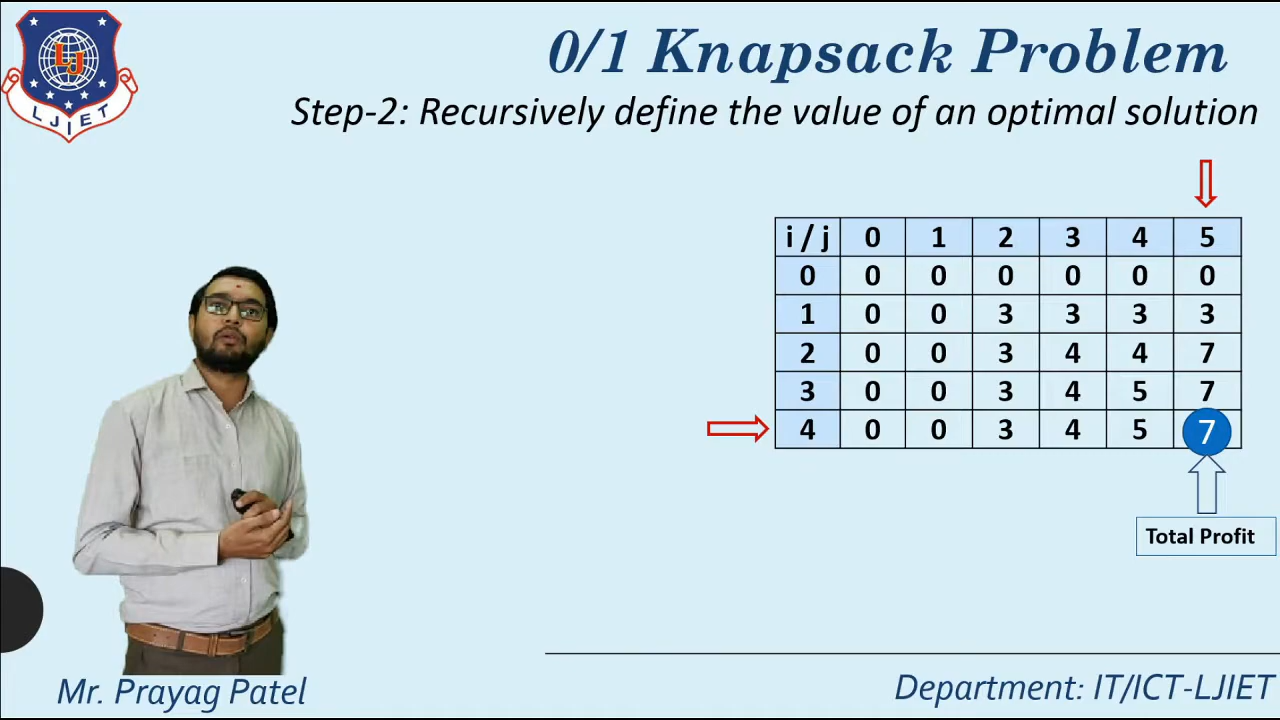 LJ
LJIET
0/1 Knapsack Problem
Step-2: Recursively define the value of an optimal solution
i / j 0 1 2 3 4 5
0 0 0 0 0 0 0
1 0 0 3 3 3 3
2 0 0 3 4 4 7
3 0 0 3 4 5 7
4 0 0 3 4 5 7
Total Profit
Mr. Prayag Patel
Department: IT/ICT-LJIET